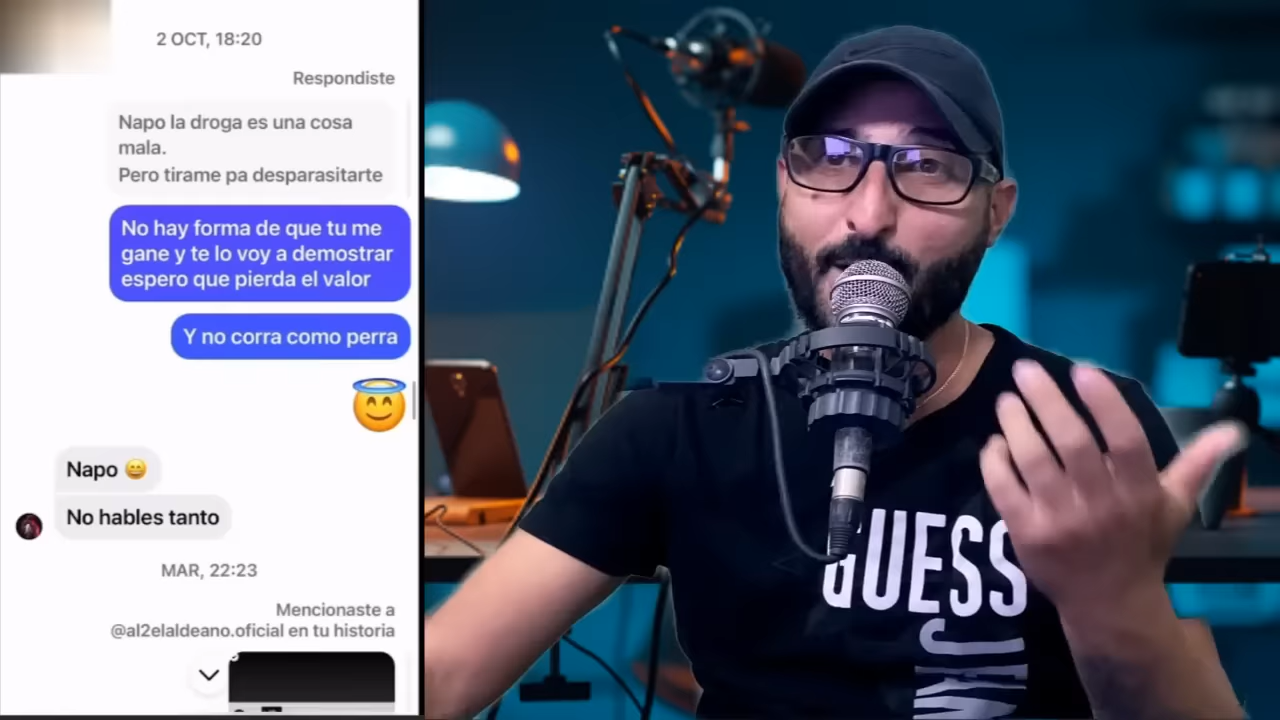 2 OCT, 18:20
Respondiste
Napo la droga es una cosa
mala.
Pero tirame pa desparasitarte
No hay forma de que tu me
gane y te lo voy a demostrar
espero que pierda el valor
Y no corra como perra
Napo 😄
No hables tanto
MAR, 22:23
Mencionaste a
@al2elaldeano.oficial en tu historia
GUESS